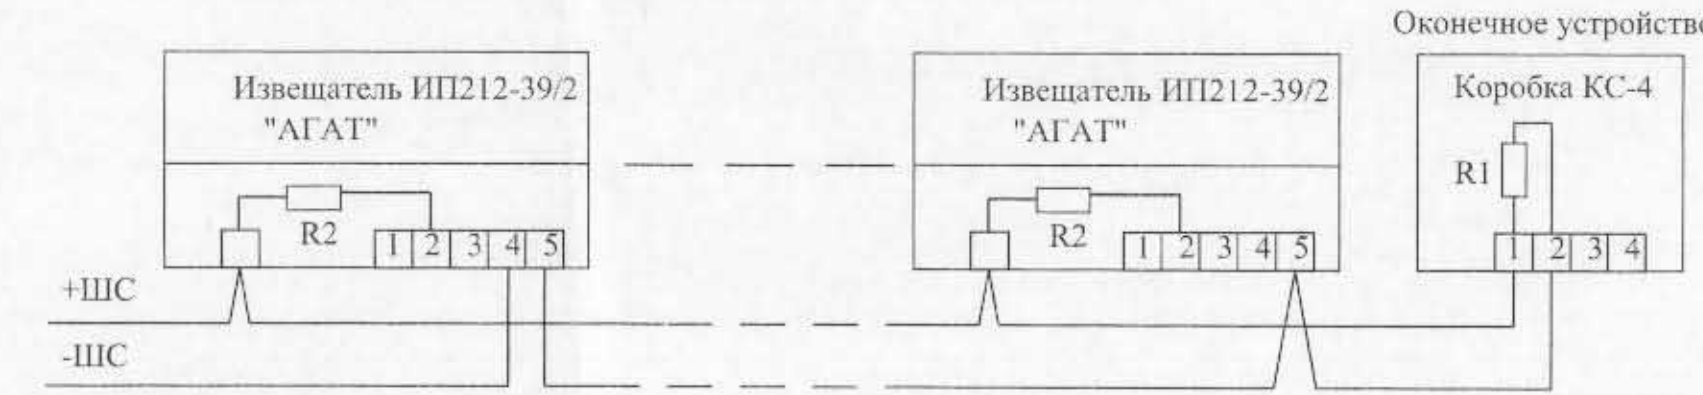 Оконечное устройство
Извещатель ИП212-39/2
"АГАТ"
Извещатель ИП212-39/2
"АГАТ"
Коробка КС-4
R1
R2
1 2 3 4 5
R2
1 2 3 4 5
1 2 3 4
+ШС
-ШС